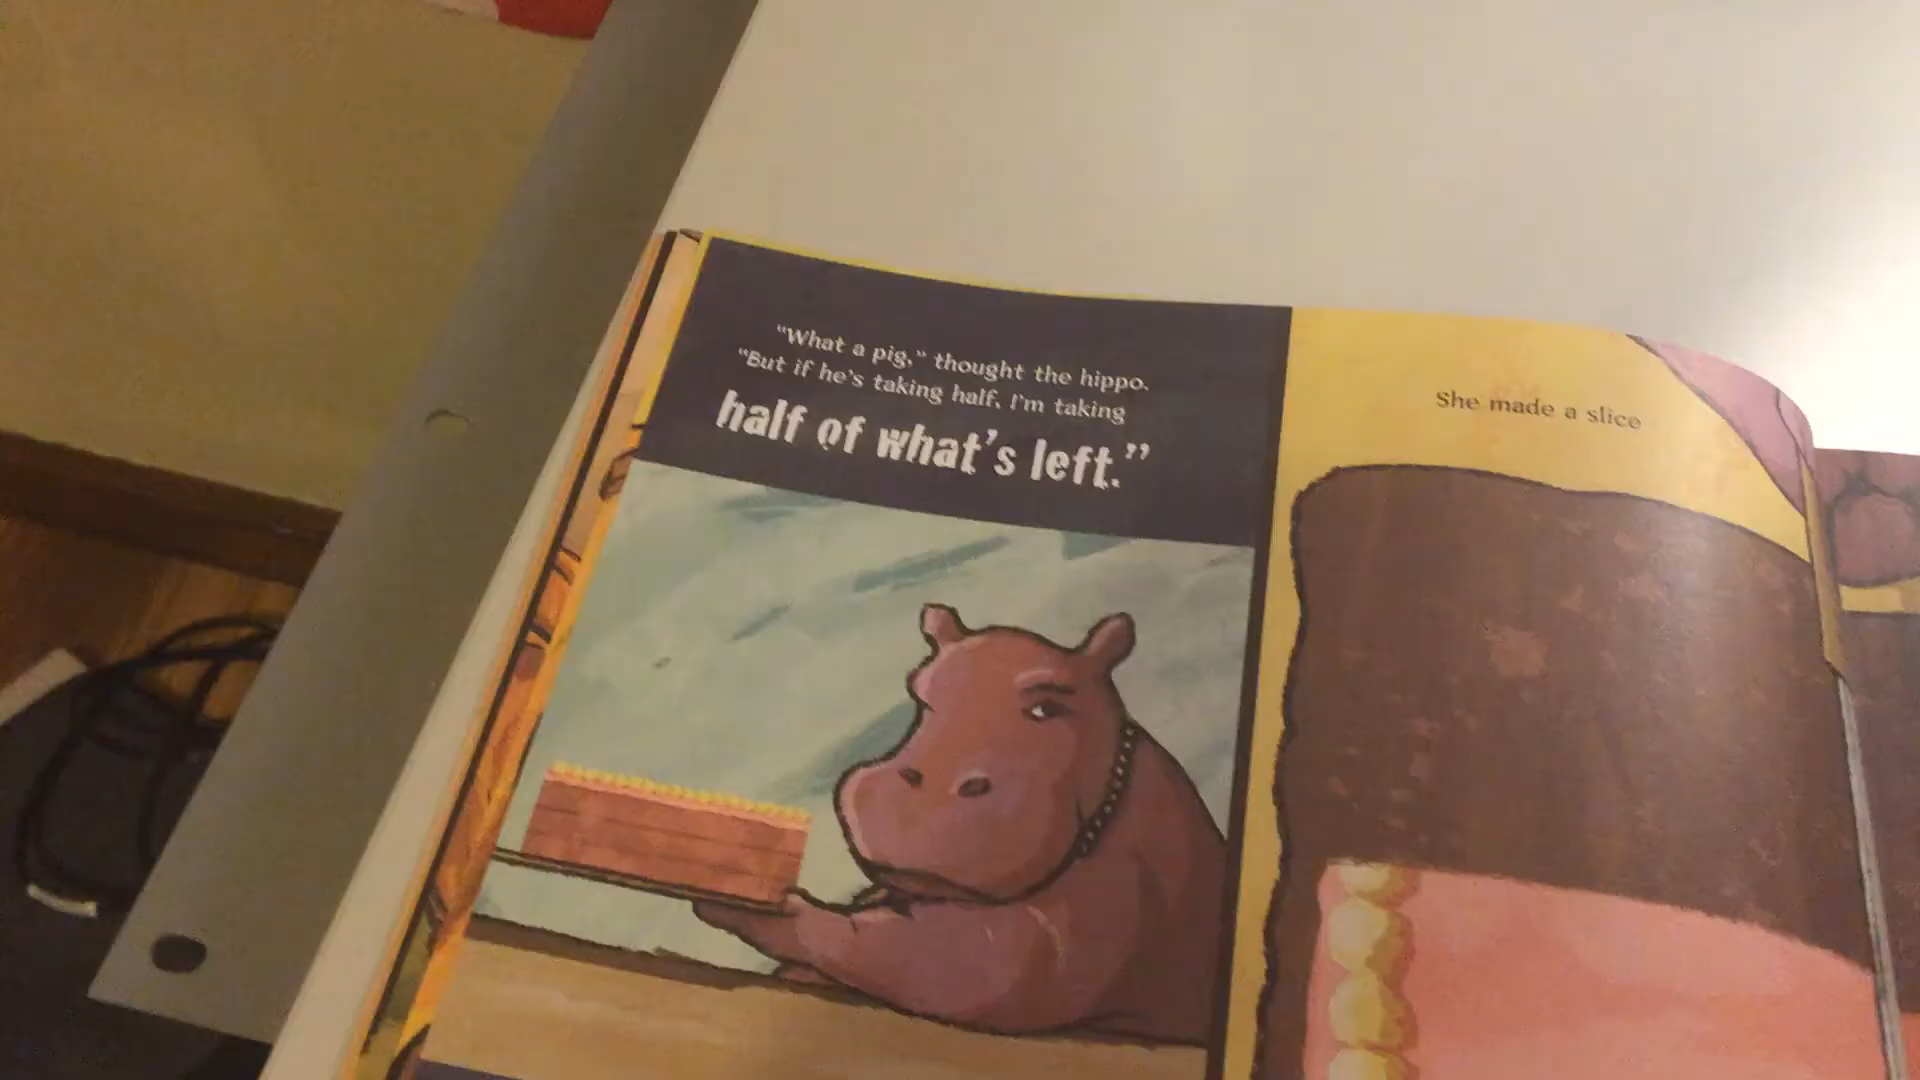 “What a pig,” thought the hippo.
“But if he’s taking half, I’m taking
half of what’s left.”
She made a slice